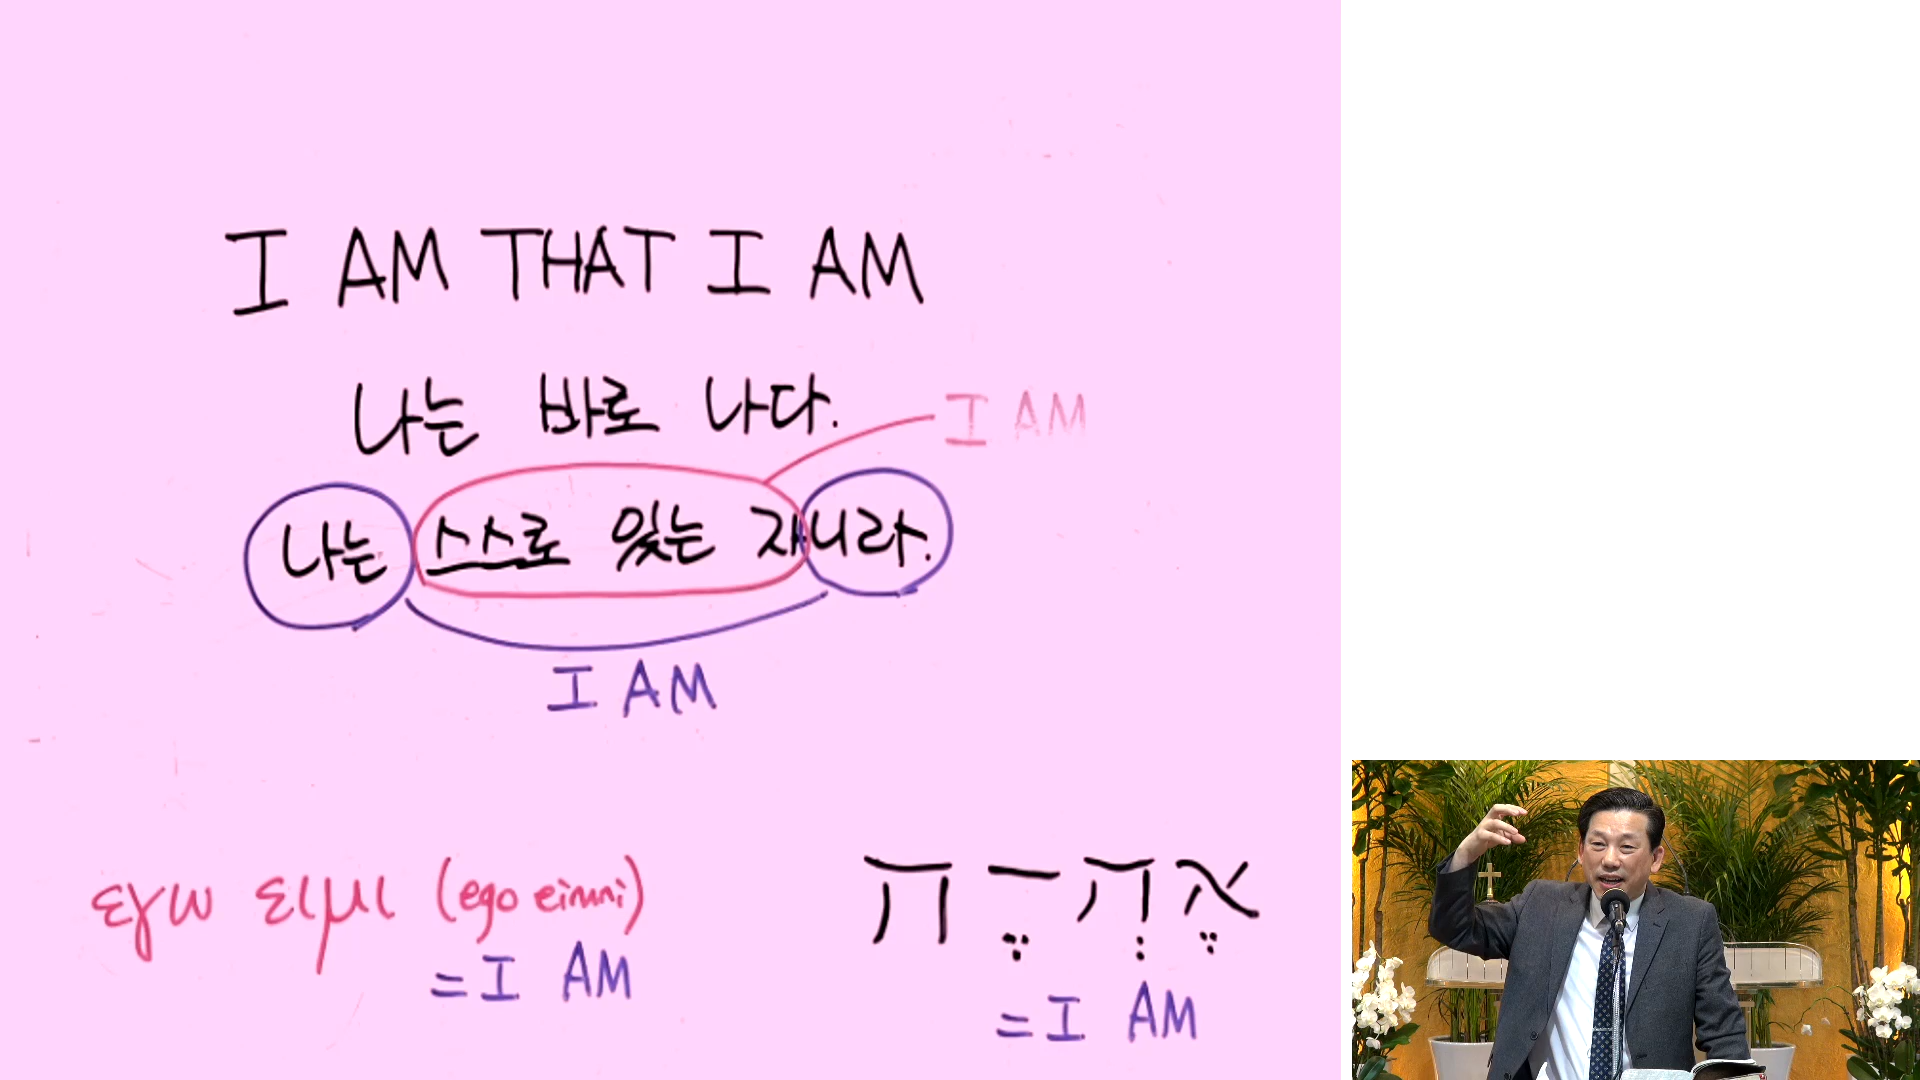 I AM THAT I AM
나는 바로 나다.
I AM
나는 스스로 있는 자니라.
I AM
εγω ειμι (ego eimi)
= I AM
אֶהְיֶה
= I AM